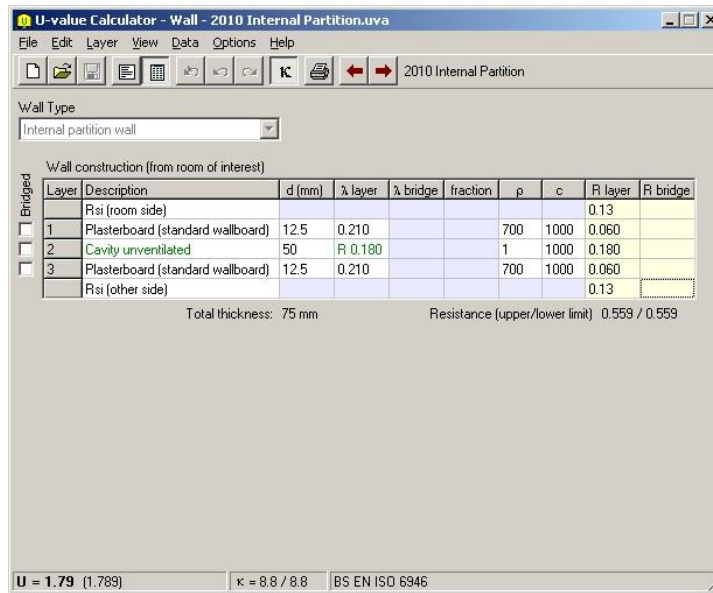 U-value Calculator - Wall - 2010 Internal Partition.uva
File Edit Layer View Data Options Help
κ 2010 Internal Partition
Wall Type
Internal partition wall
Wall construction (from room of interest)
Bridged
Layer Description d (mm) λ layer λ bridge fraction ρ c R layer R bridge
Rsi (room side) 0.13
1 Plasterboard (standard wallboard) 12.5 0.210 700 1000 0.060
2 Cavity unventilated 50 R 0.180 1 1000 0.180
3 Plasterboard (standard wallboard) 12.5 0.210 700 1000 0.060
Rsi (other side) 0.13
Total thickness: 75 mm Resistance (upper/lower limit) 0.559 / 0.559
U = 1.79 (1.789) κ = 8.8 / 8.8 BS EN ISO 6946